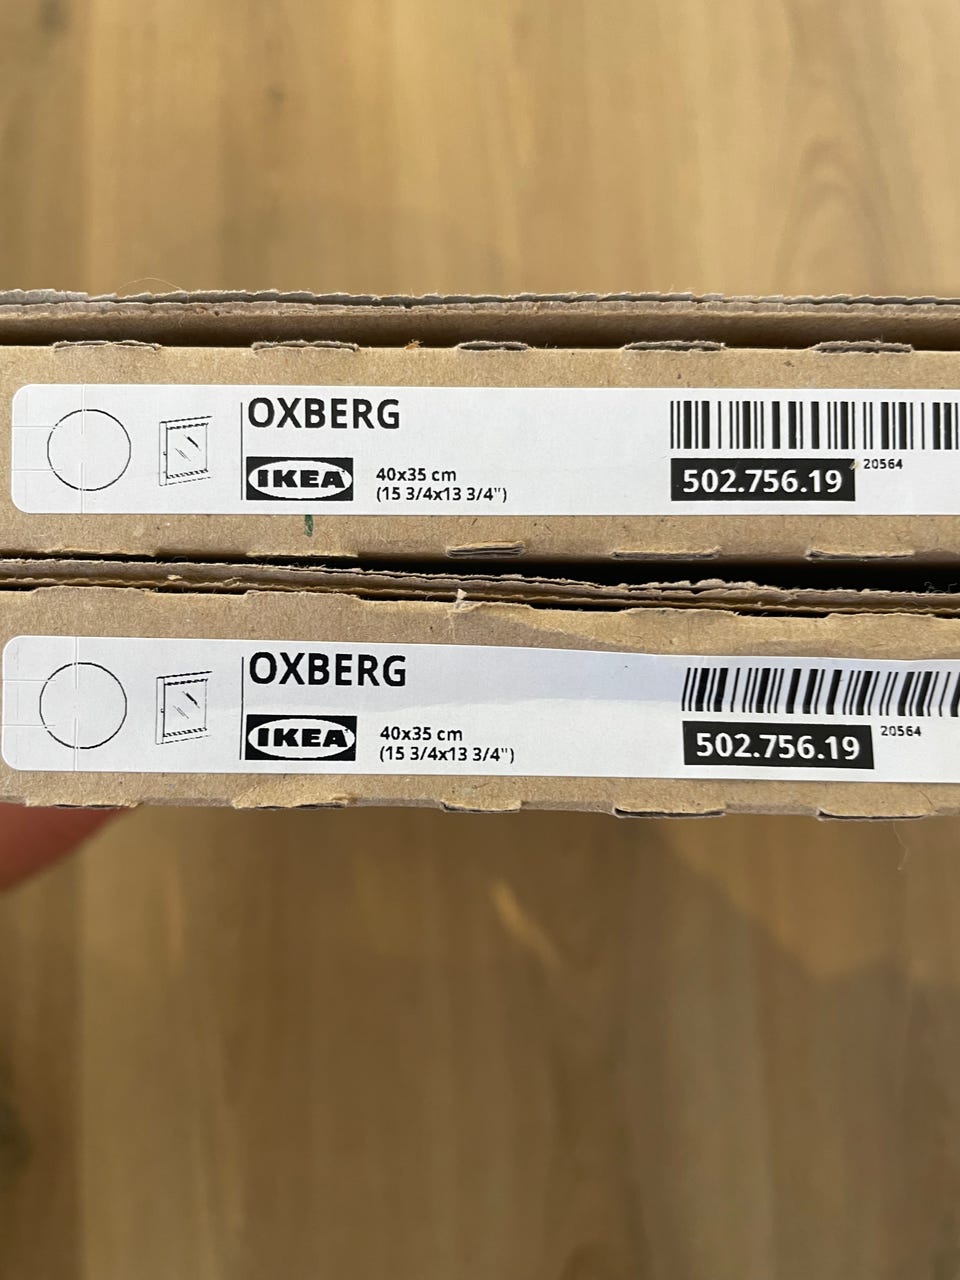 OXBERG
IKEA
40x35 cm
(15 3/4x13 3/4")
502.756.19
20564
OXBERG
IKEA
40x35 cm
(15 3/4x13 3/4")
502.756.19
20564